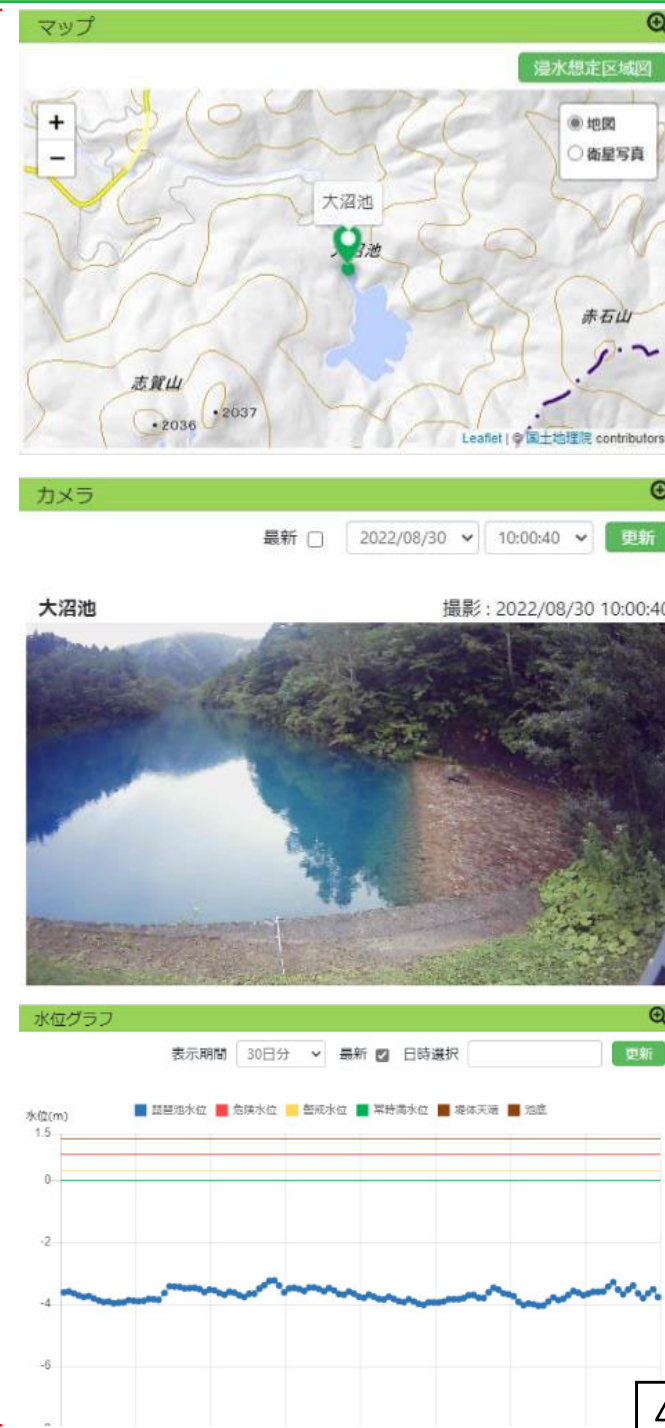 マップ
浸水想定区域図
+
−
地図
衛星写真
大沼池
赤石山
志賀山
・2036
・2037
Leaflet | © 国土地理院 contributors
カメラ
最新
2022/08/30
10:00:40
更新
大沼池
撮影 : 2022/08/30 10:00:40
水位グラフ
表示期間 30日分 最新 日時選択 更新
水位(m)
琵琶池水位 危険水位 警戒水位 常時満水位 堤体天端 池底
1.5
0
-2
-4
-6